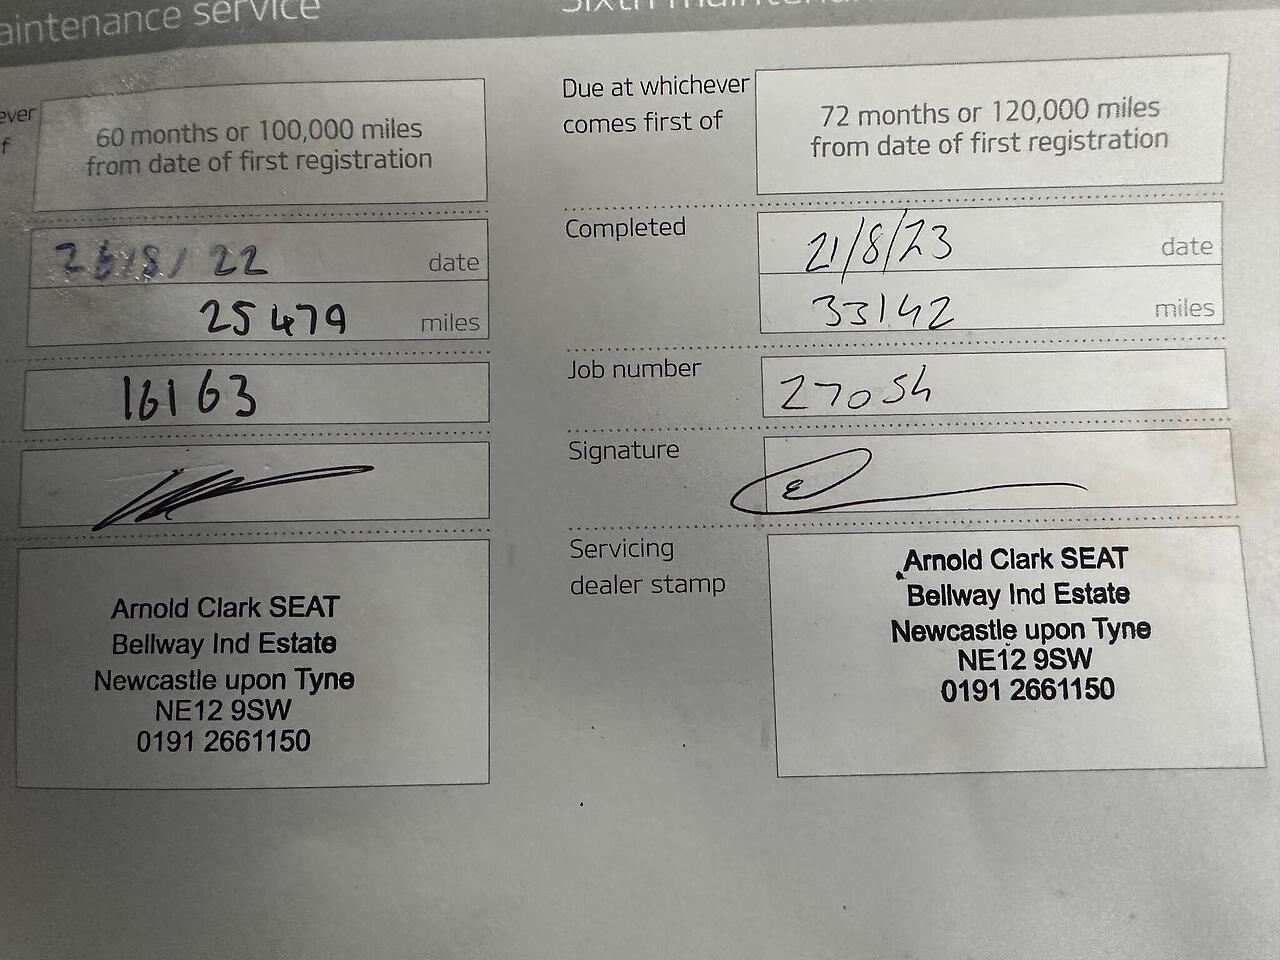 aintenance service
60 months or 100,000 miles
from date of first registration
22
date
25479
miles
16163
Arnold Clark SEAT
Bellway Ind Estate
Newcastle upon Tyne
NE12 9SW
0191 2661150
Sixth maintena
Due at whichever
comes first of
72 months or 120,000 miles
from date of first registration
Completed
21/8/23
date
33142
miles
Job number
27054
Signature
Servicing
dealer stamp
Arnold Clark SEAT
Bellway Ind Estate
Newcastle upon Tyne
NE12 9SW
0191 2661150